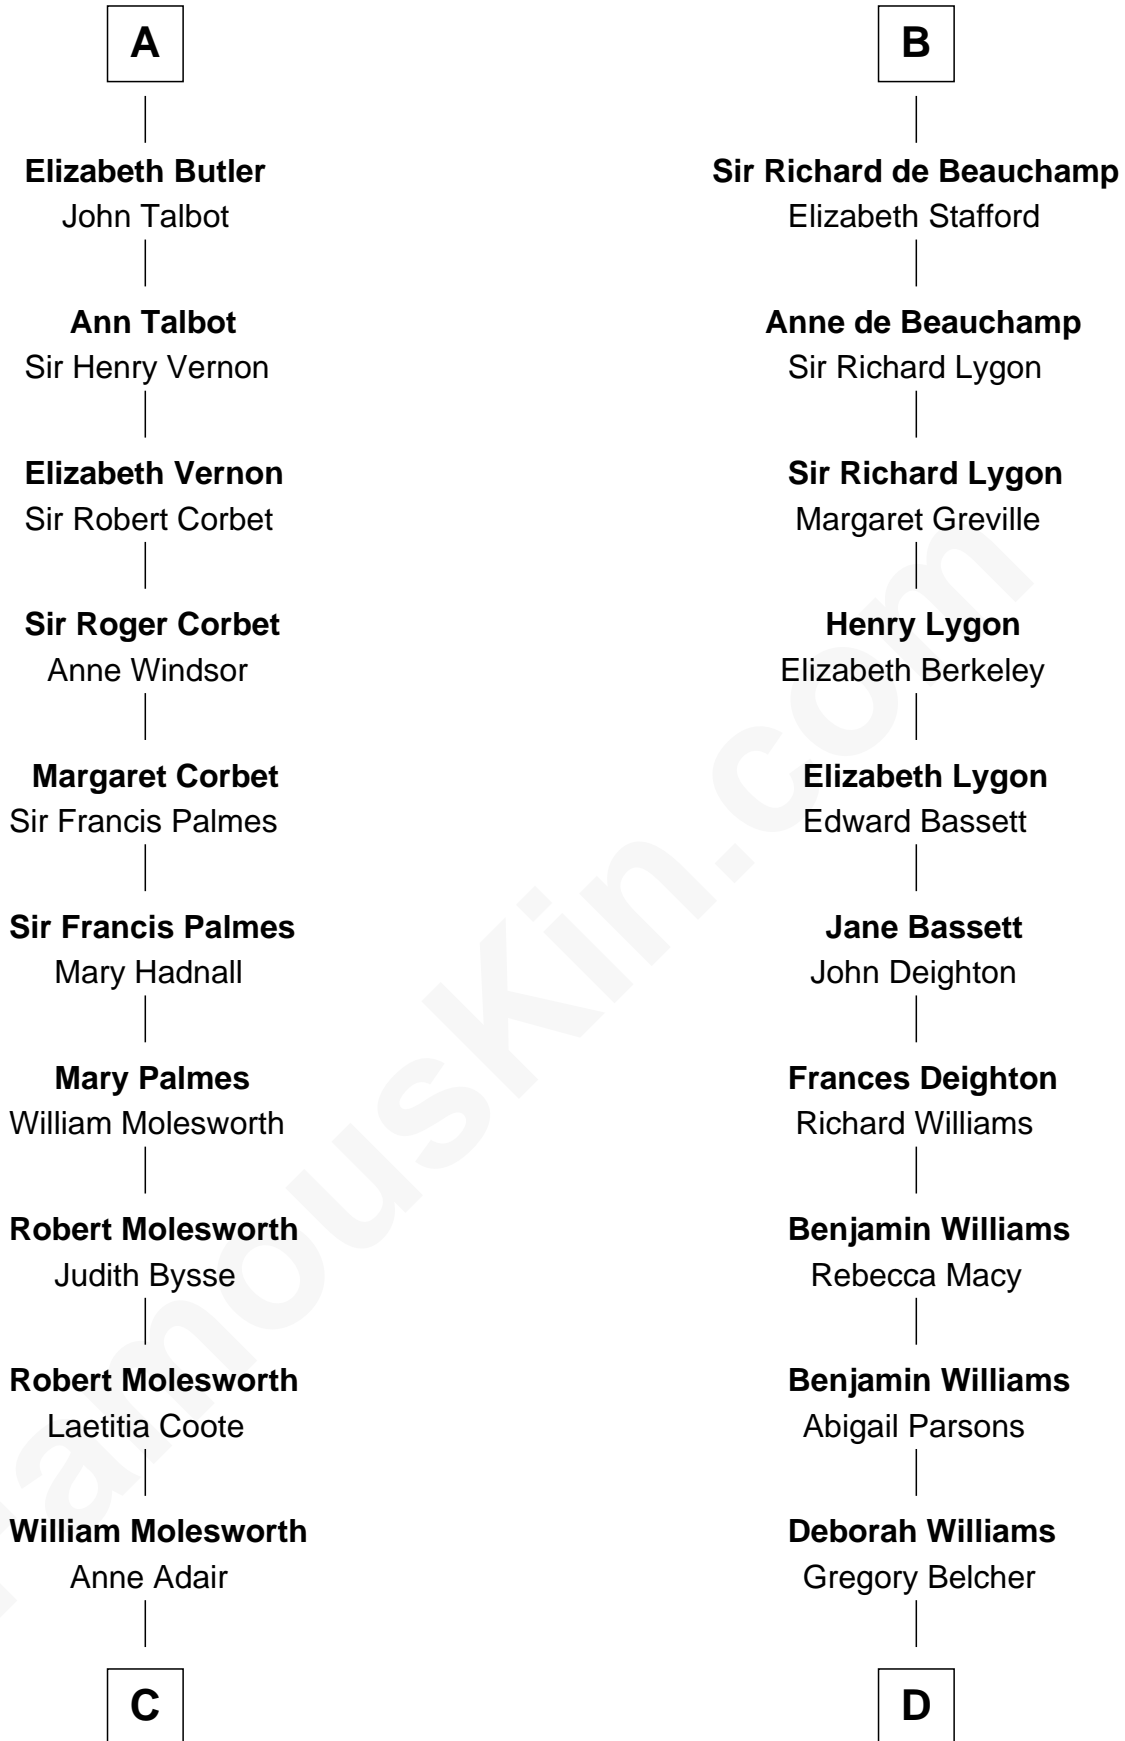 A
Elizabeth Butler
John Talbot
Ann Talbot
Sir Henry Vernon
Elizabeth Vernon
Sir Robert Corbet
Sir Roger Corbet
Anne Windsor
Margaret Corbet
Sir Francis Palmes
Sir Francis Palmes
Mary Hadnall
Mary Palmes
William Molesworth
Robert Molesworth
Judith Bysse
Robert Molesworth
Laetitia Coote
William Molesworth
Anne Adair
C
B
Sir Richard de Beauchamp
Elizabeth Stafford
Anne de Beauchamp
Sir Richard Lygon
Sir Richard Lygon
Margaret Greville
Henry Lygon
Elizabeth Berkeley
Elizabeth Lygon
Edward Bassett
Jane Bassett
John Deighton
Frances Deighton
Richard Williams
Benjamin Williams
Rebecca Macy
Benjamin Williams
Abigail Parsons
Deborah Williams
Gregory Belcher
D
FamousKin.com